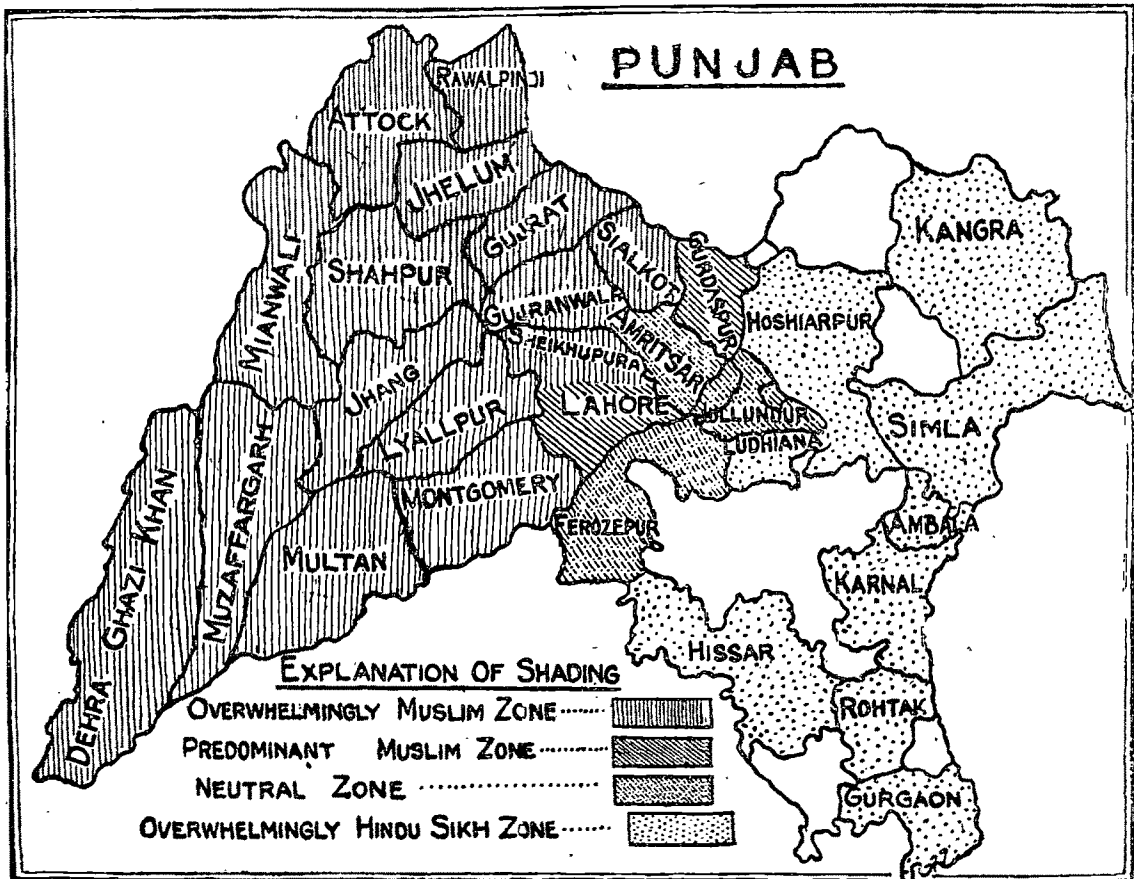 PUNJAB
RAWALPINDI
ATTOCK
JHELUM
GUJRAT
MIANWALI
SHAHPUR
SIALKOT
GURDASPUR
KANGRA
GUJRANWALA
AMRITSAR
HOSHIARPUR
SHEIKHUPURA
JHANG
LAHORE
LYALLPUR
JULLUNDUR
LUDHIANA
SIMLA
MONTGOMERY
FEROZEPUR
AMBALA
DEHRA GHAZI KHAN
MUZAFFARGARH
MULTAN
KARNAL
HISSAR
ROHTAK
GURGAON
EXPLANATION OF SHADING
OVERWHELMINGLY MUSLIM ZONE
PREDOMINANT MUSLIM ZONE
NEUTRAL ZONE
OVERWHELMINGLY HINDU SIKH ZONE